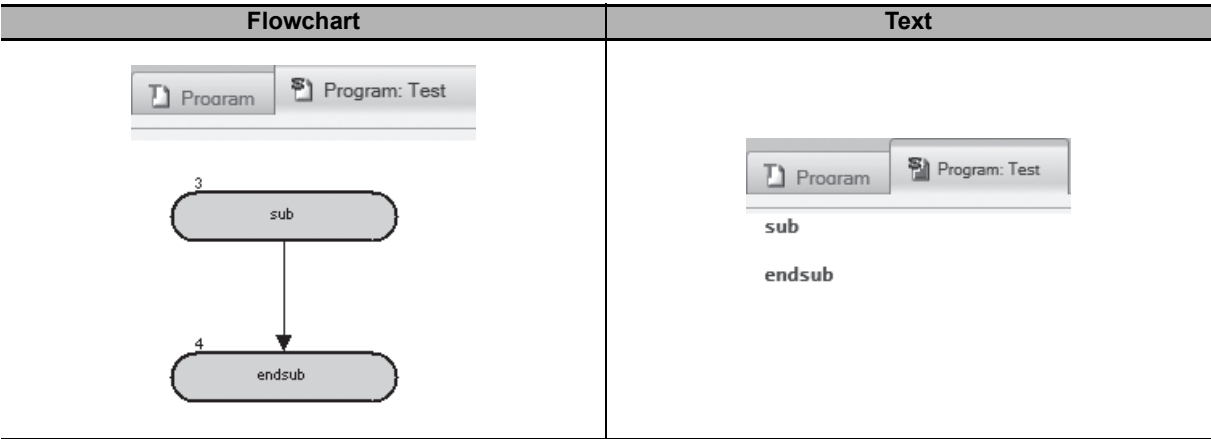 Flowchart
Text
T Program
S Program: Test
3
sub
4
endsub
T Program
S Program: Test
sub
endsub